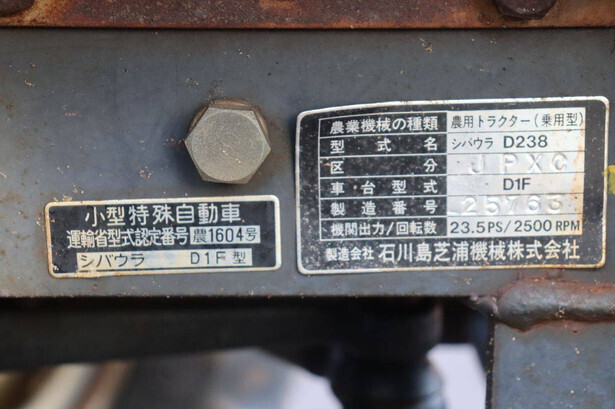 小型特殊自動車
運輸省型式認定番号 農1604号
シバウラ D1F型
農業機械の種類 農用トラクター(乗用型)
型式名 シバウラ D238
区分 JPXC
車台型式 D1F
製造番号 25763
機関出力/回転数 23.5PS/2500RPM
製造会社 石川島芝浦機械株式会社